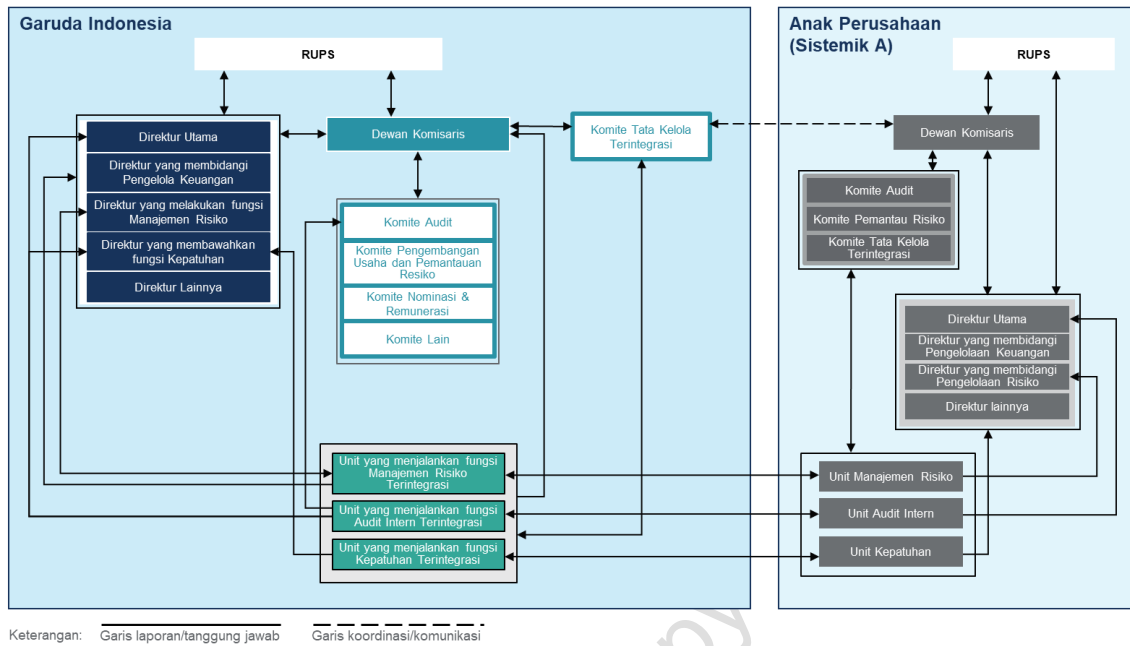 Garuda Indonesia
RUPS
Direktur Utama
Direktur yang membidangi
Pengelola Keuangan
Direktur yang melakukan fungsi
Manajemen Risiko
Direktur yang membawahkan
fungsi Kepatuhan
Direktur Lainnya
Dewan Komisaris
Komite Tata Kelola
Terintegrasi
Komite Audit
Komite Pengembangan
Usaha dan Pemantauan
Resiko
Komite Nominasi &
Remunerasi
Komite Lain
Unit yang menjalankan fungsi
Manajemen Risiko
Terintegrasi
Unit yang menjalankan fungsi
Audit Intern Terintegrasi
Unit yang menjalankan fungsi
Kepatuhan Terintegrasi
Anak Perusahaan
(Sistemik A)
RUPS
Dewan Komisaris
Komite Audit
Komite Pemantau Risiko
Komite Tata Kelola
Terintegrasi
Direktur Utama
Direktur yang membidangi
Pengelolaan Keuangan
Direktur yang membidangi
Pengelolaan Risiko
Direktur lainnya
Unit Manajemen Risiko
Unit Audit Intern
Unit Kepatuhan
Keterangan:
Garis laporan/tanggung jawab
Garis koordinasi/komunikasi